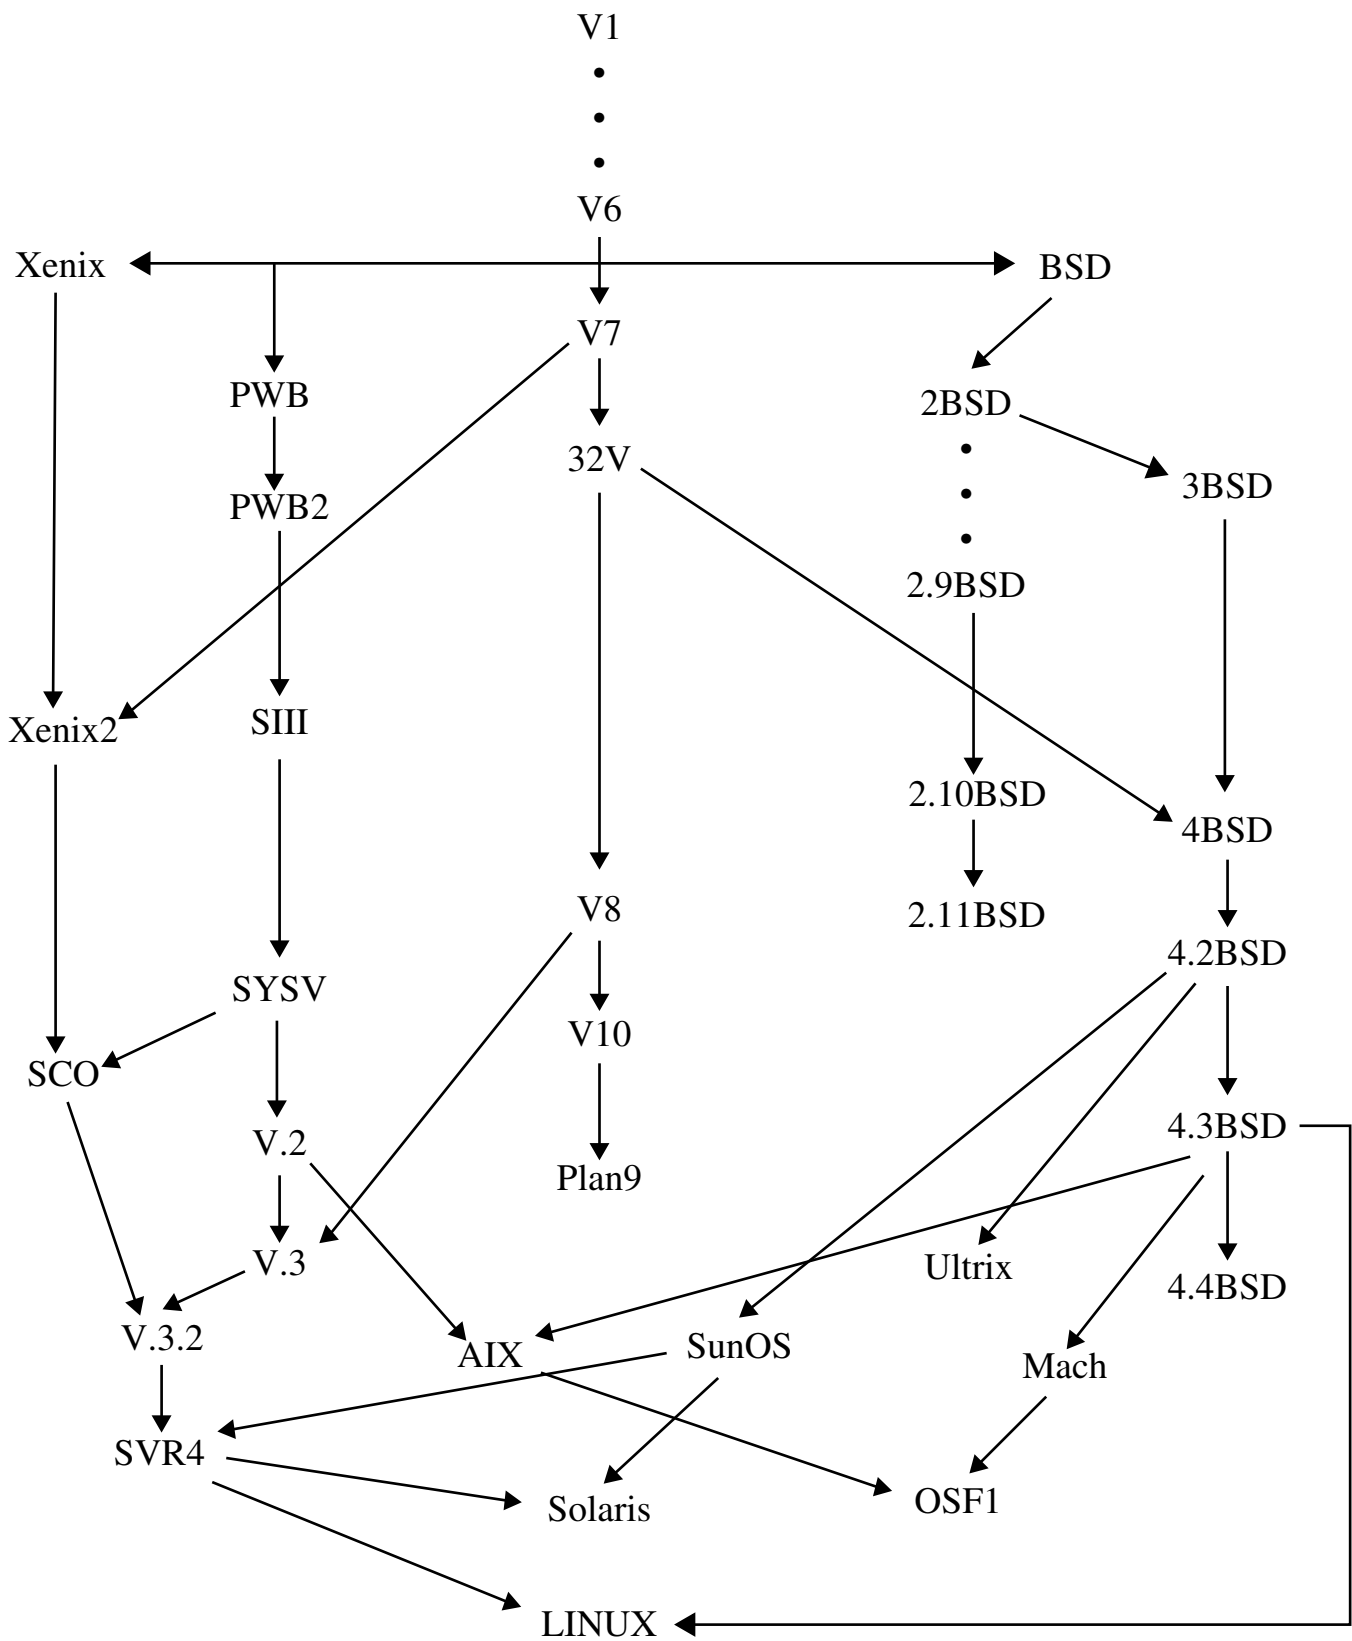 V1
V6
Xenix
BSD
V7
PWB
2BSD
32V
3BSD
PWB2
2.9BSD
SIII
Xenix2
2.10BSD
4BSD
V8
2.11BSD
4.2BSD
SYSV
V10
SCO
4.3BSD
V.2
Plan9
V.3
Ultrix
4.4BSD
V.3.2
AIX
SunOS
Mach
SVR4
Solaris
OSF1
LINUX